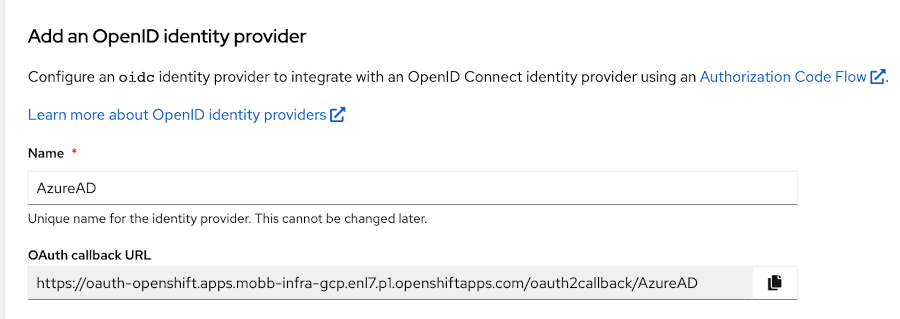 Add an OpenID identity provider
Configure an oidc identity provider to integrate with an OpenID Connect identity provider using an Authorization Code Flow.
Learn more about OpenID identity providers
Name *
AzureAD
Unique name for the identity provider. This cannot be changed later.
OAuth callback URL
https://oauth-openshift.apps.mobb-infra-gcp.enl7.p1.openshiftapps.com/oauth2callback/AzureAD